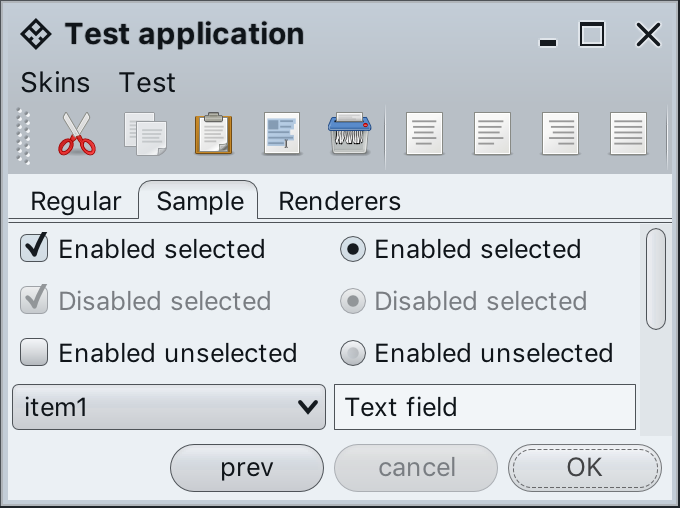 Test application
Skins Test
Regular Sample Renderers
Enabled selected Enabled selected
Disabled selected Disabled selected
Enabled unselected Enabled unselected
item1 Text field
prev cancel OK